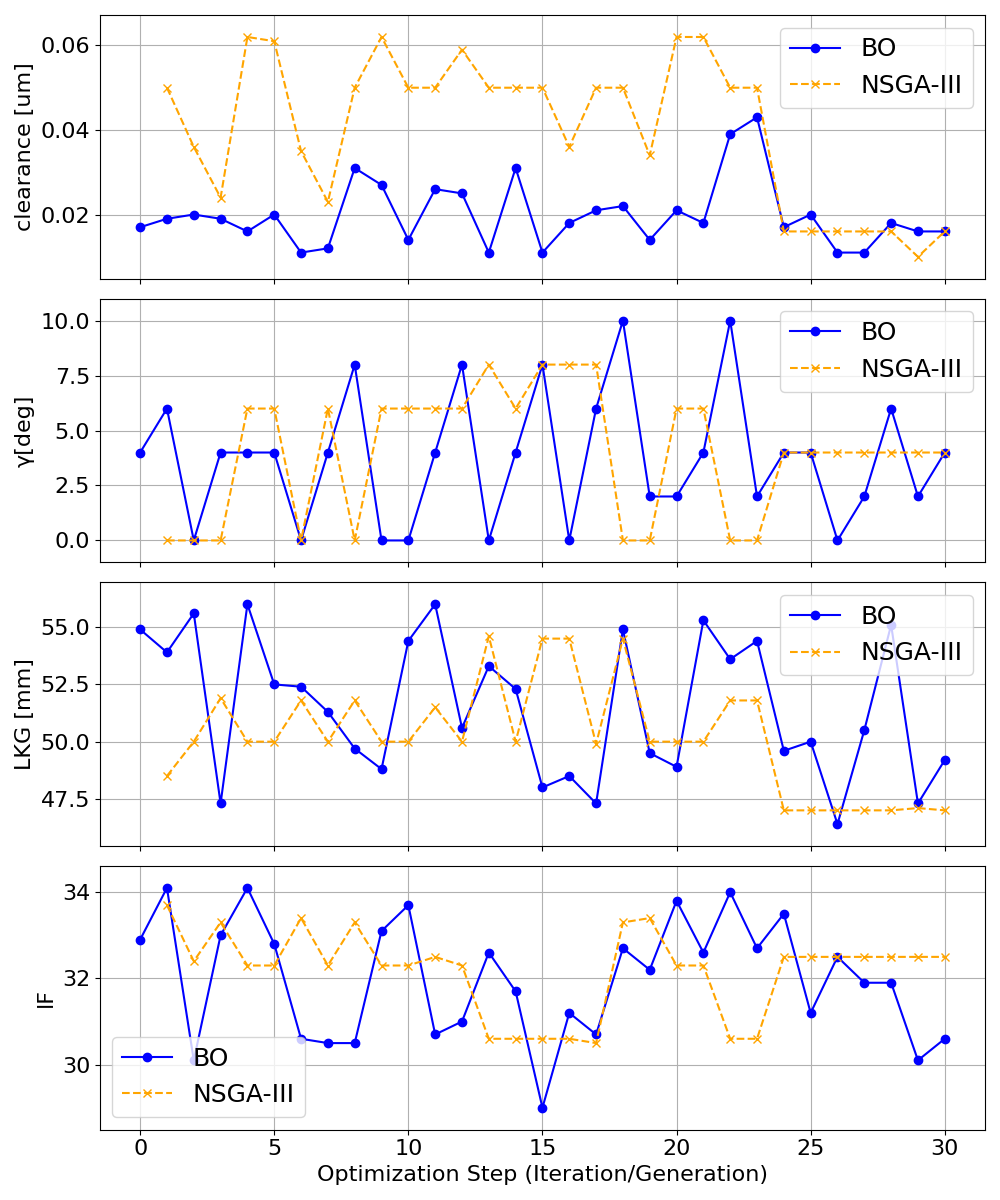 clearance [um]
0.06
0.04
0.02
BO
NSGA-III
γ[deg]
10.0
7.5
5.0
2.5
0.0
BO
NSGA-III
LKG [mm]
55.0
52.5
50.0
47.5
BO
NSGA-III
IF
34
32
30
BO
NSGA-III
0 5 10 15 20 25 30
Optimization Step (Iteration/Generation)